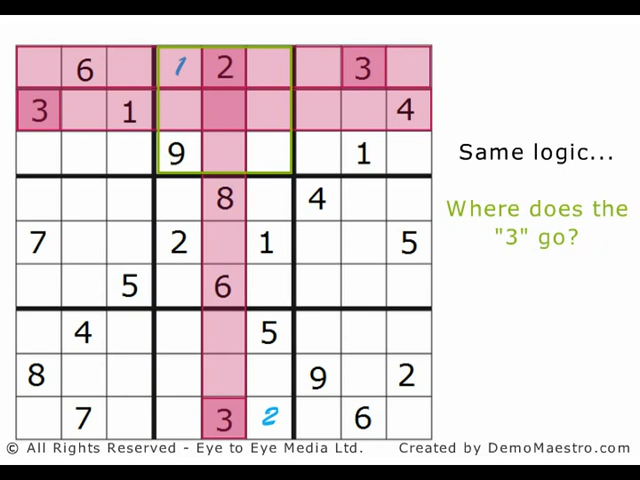 6 1 2 3
3 1 4
9 1
8 4
7 2 1 5
5 6
4 5
8 9 2
7 3 2 6
Same logic...
Where does the
"3" go?
© All Rights Reserved - Eye to Eye Media Ltd. Created by DemoMaestro.com